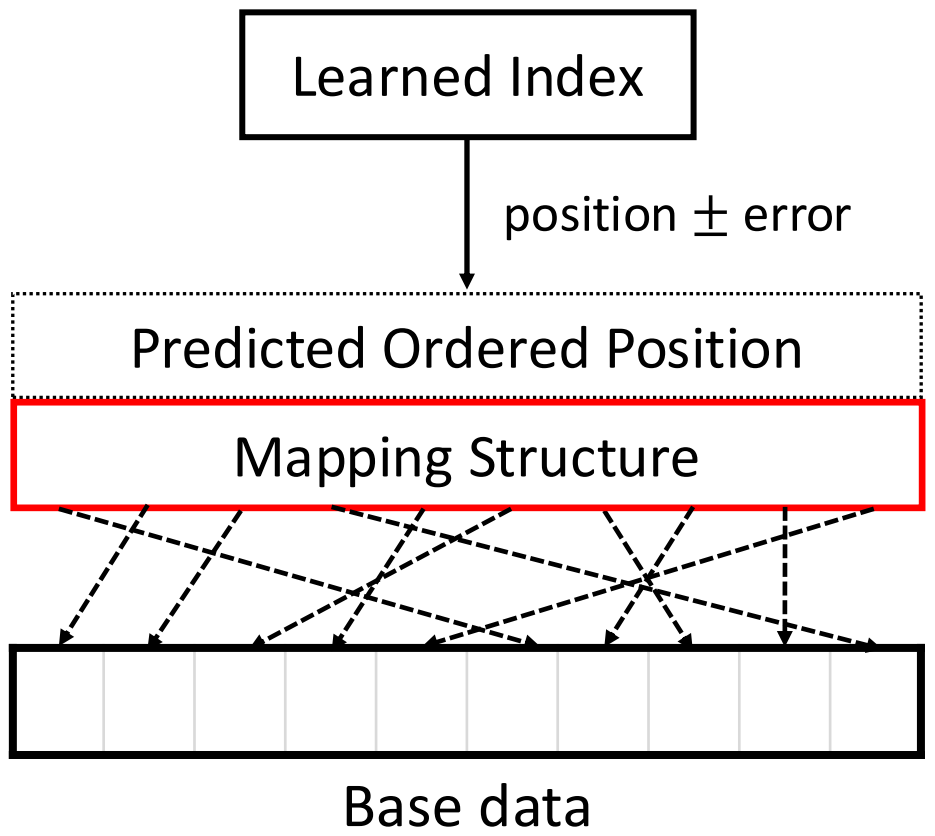 Learned Index
position ± error
Predicted Ordered Position
Mapping Structure
Base data